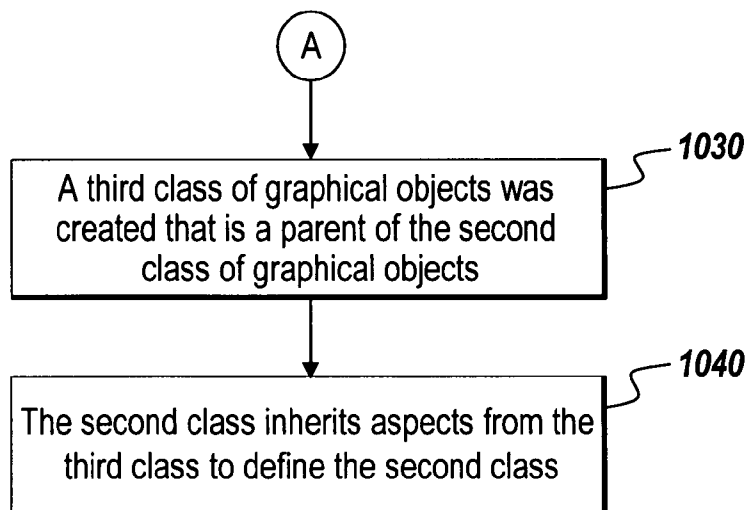 A
1030
A third class of graphical objects was
created that is a parent of the second
class of graphical objects
1040
The second class inherits aspects from the
third class to define the second class